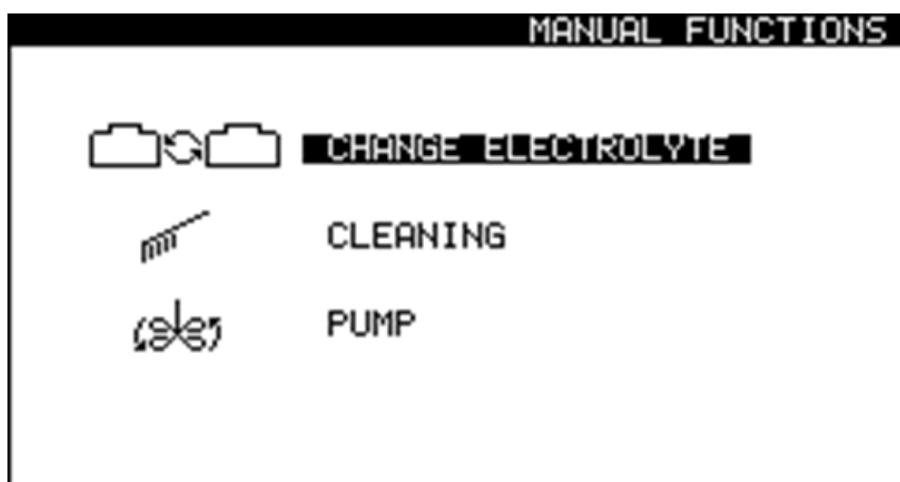 MANUAL FUNCTIONS
CHANGE ELECTROLYTE
CLEANING
PUMP